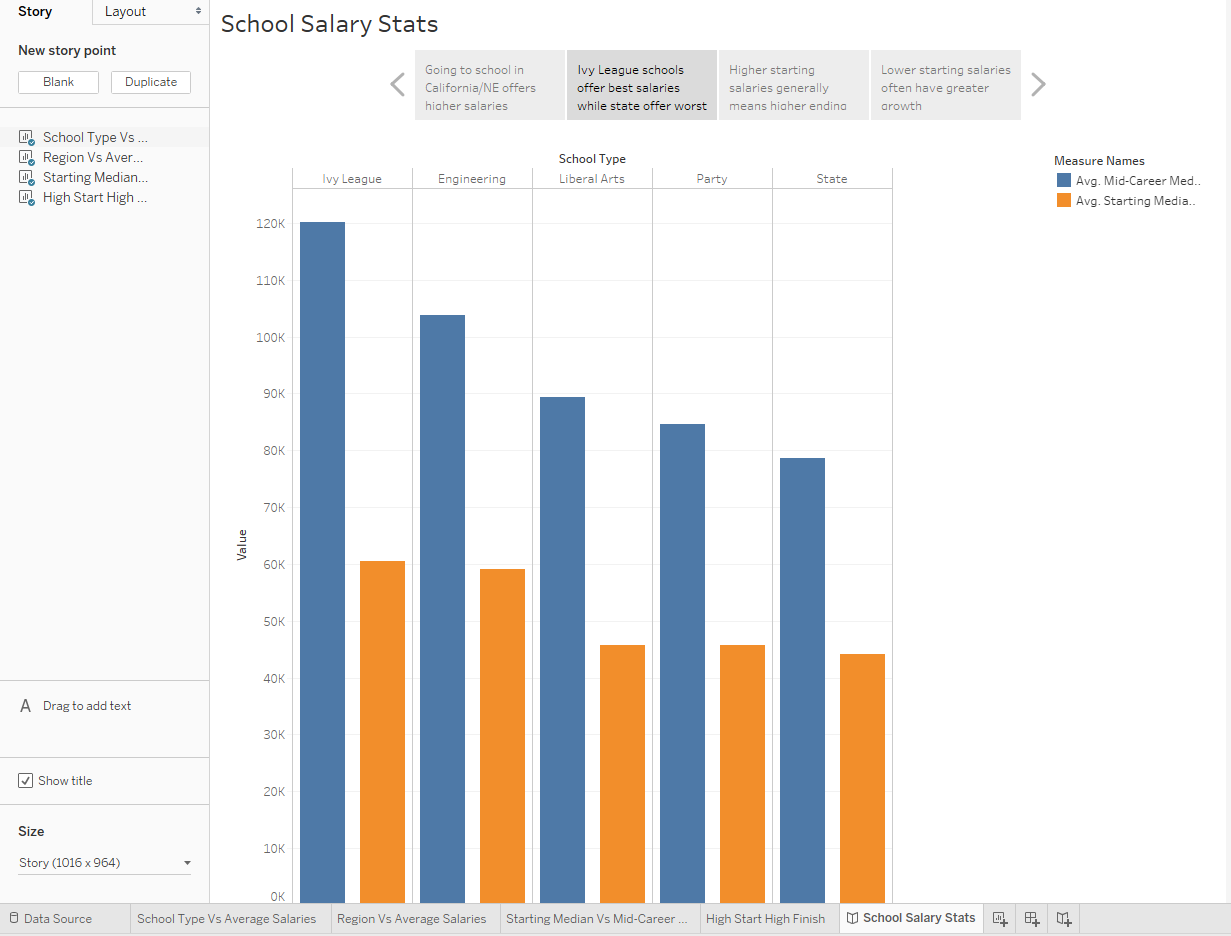 Story
Layout
New story point
Blank
Duplicate
School Type Vs ...
Region Vs Aver...
Starting Median...
High Start High ...
A Drag to add text
Show title
Size
Story (1016 x 964)
School Salary Stats
Going to school in
California/NE offers
higher salaries
Ivy League schools
offer best salaries
while state offer worst
Higher starting
salaries generally
means higher ending
Lower starting salaries
often have greater
growth
School Type
Ivy League
Engineering
Liberal Arts
Party
State
Value
120K
110K
100K
90K
80K
70K
60K
50K
40K
30K
20K
10K
0K
Measure Names
Avg. Mid-Career Med..
Avg. Starting Media..
Data Source
School Type Vs Average Salaries
Region Vs Average Salaries
Starting Median Vs Mid-Career ...
High Start High Finish
School Salary Stats